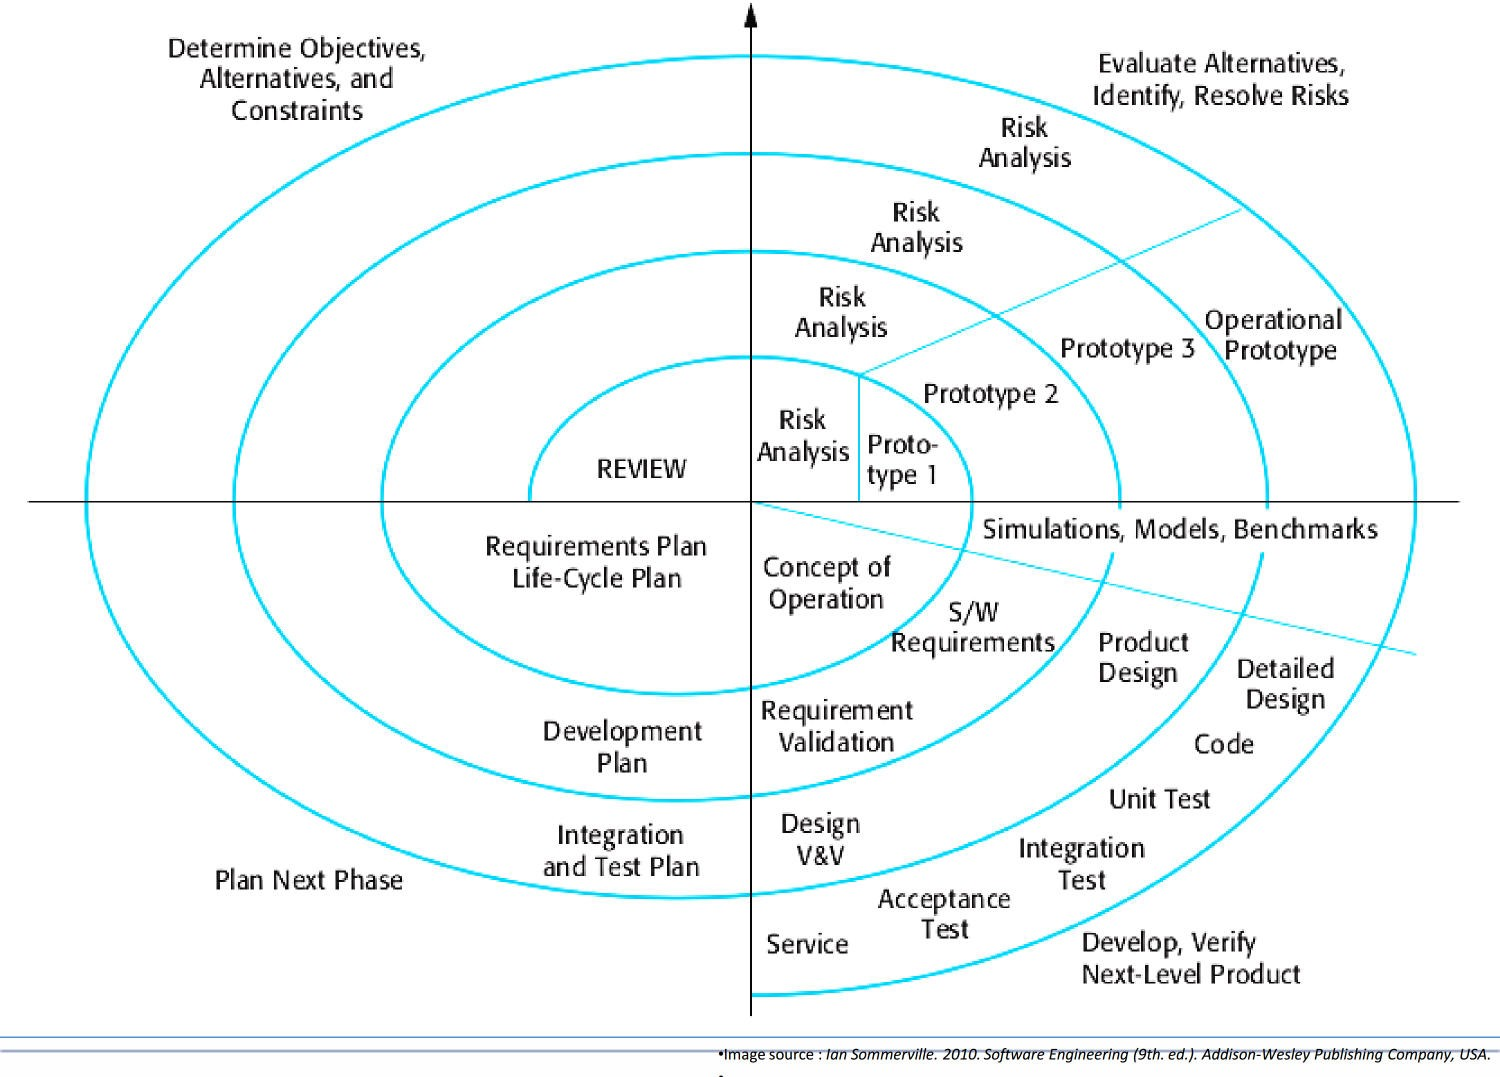 Determine Objectives,
Alternatives, and
Constraints
Evaluate Alternatives,
Identify, Resolve Risks
Risk
Analysis
Risk
Analysis
Risk
Analysis
Operational
Prototype
Prototype 3
Prototype 2
Risk
Analysis
Proto-
type 1
REVIEW
Simulations, Models, Benchmarks
Requirements Plan
Life-Cycle Plan
Concept of
Operation
S/W
Requirements
Product
Design
Detailed
Design
Requirement
Validation
Development
Plan
Code
Unit Test
Design
V&V
Integration
and Test Plan
Integration
Test
Plan Next Phase
Acceptance
Test
Service
Develop, Verify
Next-Level Product
•Image source : Ian Sommerville. 2010. Software Engineering (9th. ed.). Addison-Wesley Publishing Company, USA.
•